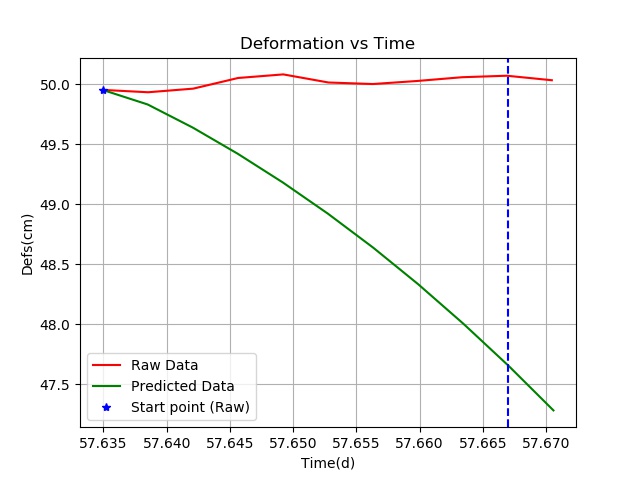 Deformation vs Time
Defs(cm)
50.0
49.5
49.0
48.5
48.0
47.5
Raw Data
Predicted Data
Start point (Raw)
57.635 57.640 57.645 57.650 57.655 57.660 57.665 57.670
Time(d)